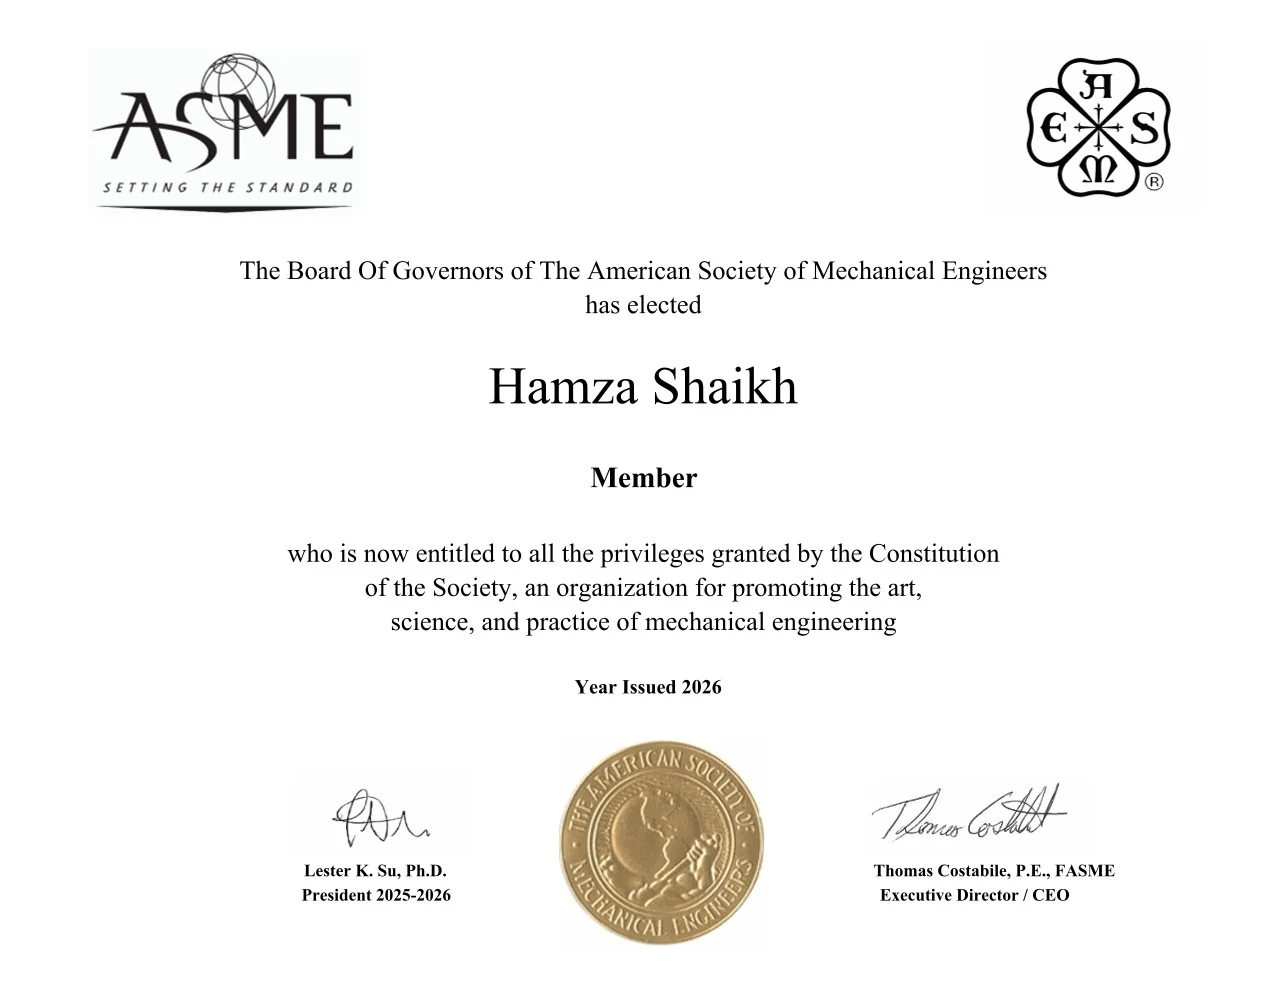 ASME
SETTING THE STANDARD
A
E S
M ®
The Board Of Governors of The American Society of Mechanical Engineers
has elected
Hamza Shaikh
Member
who is now entitled to all the privileges granted by the Constitution
of the Society, an organization for promoting the art,
science, and practice of mechanical engineering
Year Issued 2026
THE AMERICAN SOCIETY OF
MECHANICAL ENGINEERS
Thomas Costabile
Lester K. Su, Ph.D.
President 2025-2026
Thomas Costabile, P.E., FASME
Executive Director / CEO